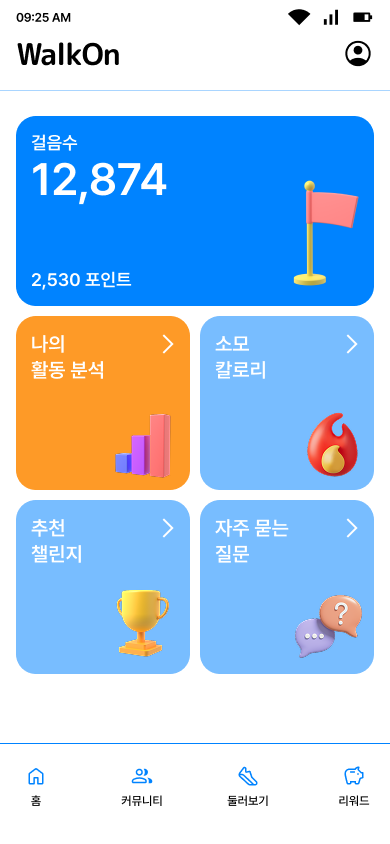 09:25 AM
WalkOn
걸음수
12,874
2,530 포인트
나의
활동 분석
소모
칼로리
추천
챌린지
자주 묻는
질문
?
홈
커뮤니티
둘러보기
리워드